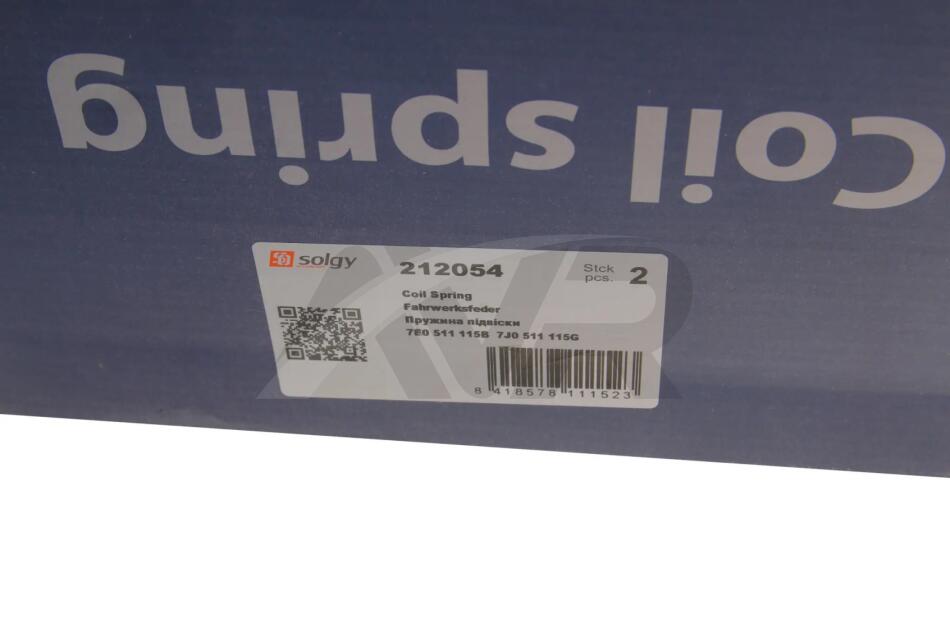 Coil spring
solgy
212054
Stck
pcs. 2
Coil Spring
Fahrwerksfeder
Пружина підвіски
7E0 511 115B 7J0 511 115G
8 418578 111523